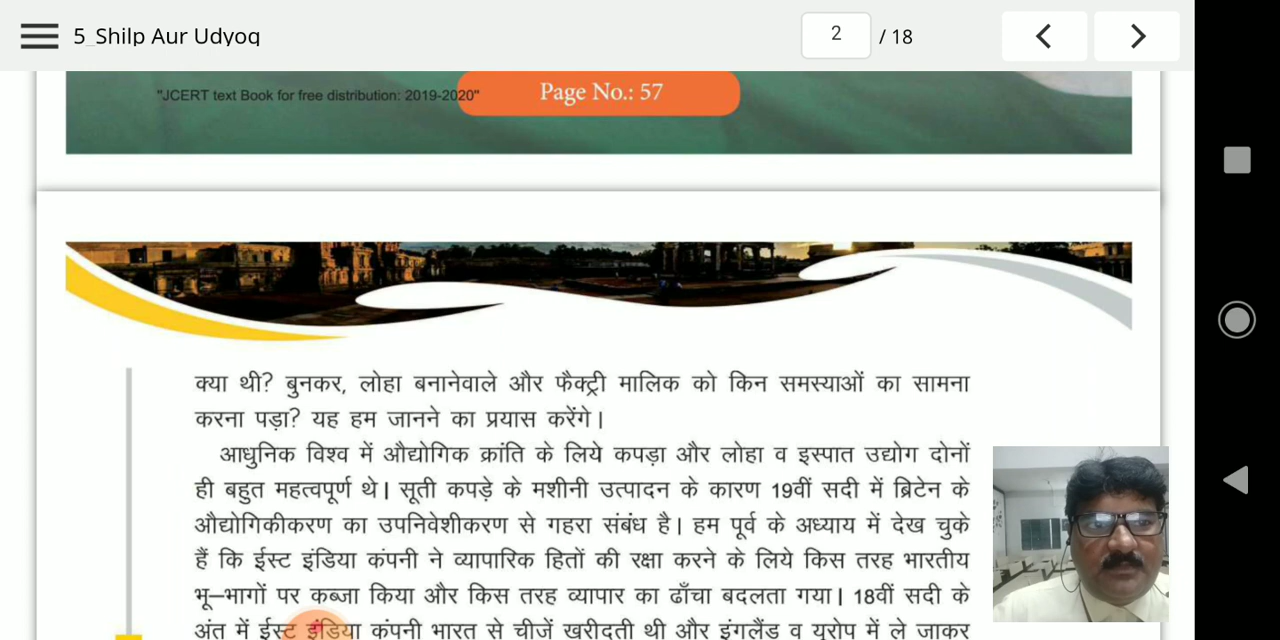 5_Shilp Aur Udyog
2 / 18
"JCERT text Book for free distribution: 2019-2020"
Page No.: 57
क्या थी? बुनकर, लोहा बनानेवाले और फैक्ट्री मालिक को किन समस्याओं का सामना
करना पड़ा? यह हम जानने का प्रयास करेंगे।
आधुनिक विश्व में औद्योगिक क्रांति के लिये कपड़ा और लोहा व इस्पात उद्योग दोनों
ही बहुत महत्वपूर्ण थे। सूती कपड़े के मशीनी उत्पादन के कारण 19वीं सदी में ब्रिटेन के
औद्योगिकीकरण का उपनिवेशीकरण से गहरा संबंध है। हम पूर्व के अध्याय में देख चुके
हैं कि ईस्ट इंडिया कंपनी ने व्यापारिक हितों की रक्षा करने के लिये किस तरह भारतीय
भू–भागों पर कब्जा किया और किस तरह व्यापार का ढाँचा बदलता गया। 18वीं सदी के
अंत में ईस्ट इंडिया कंपनी भारत से चीजें खरीदती थी और इंगलैंड व यूरोप में ले जाकर